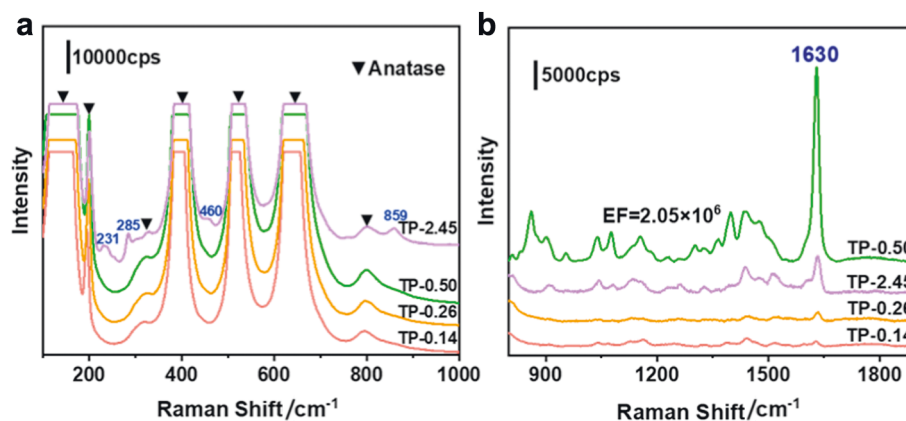 a
10000cps
▼Anatase
231
285
460
859
TP-2.45
TP-0.50
TP-0.26
TP-0.14
Intensity
200
400
600
800
1000
Raman Shift/cm⁻¹
b
5000cps
1630
EF=2.05×10⁶
TP-0.50
TP-2.45
TP-0.26
TP-0.14
Intensity
900
1200
1500
1800
Raman Shift/cm⁻¹